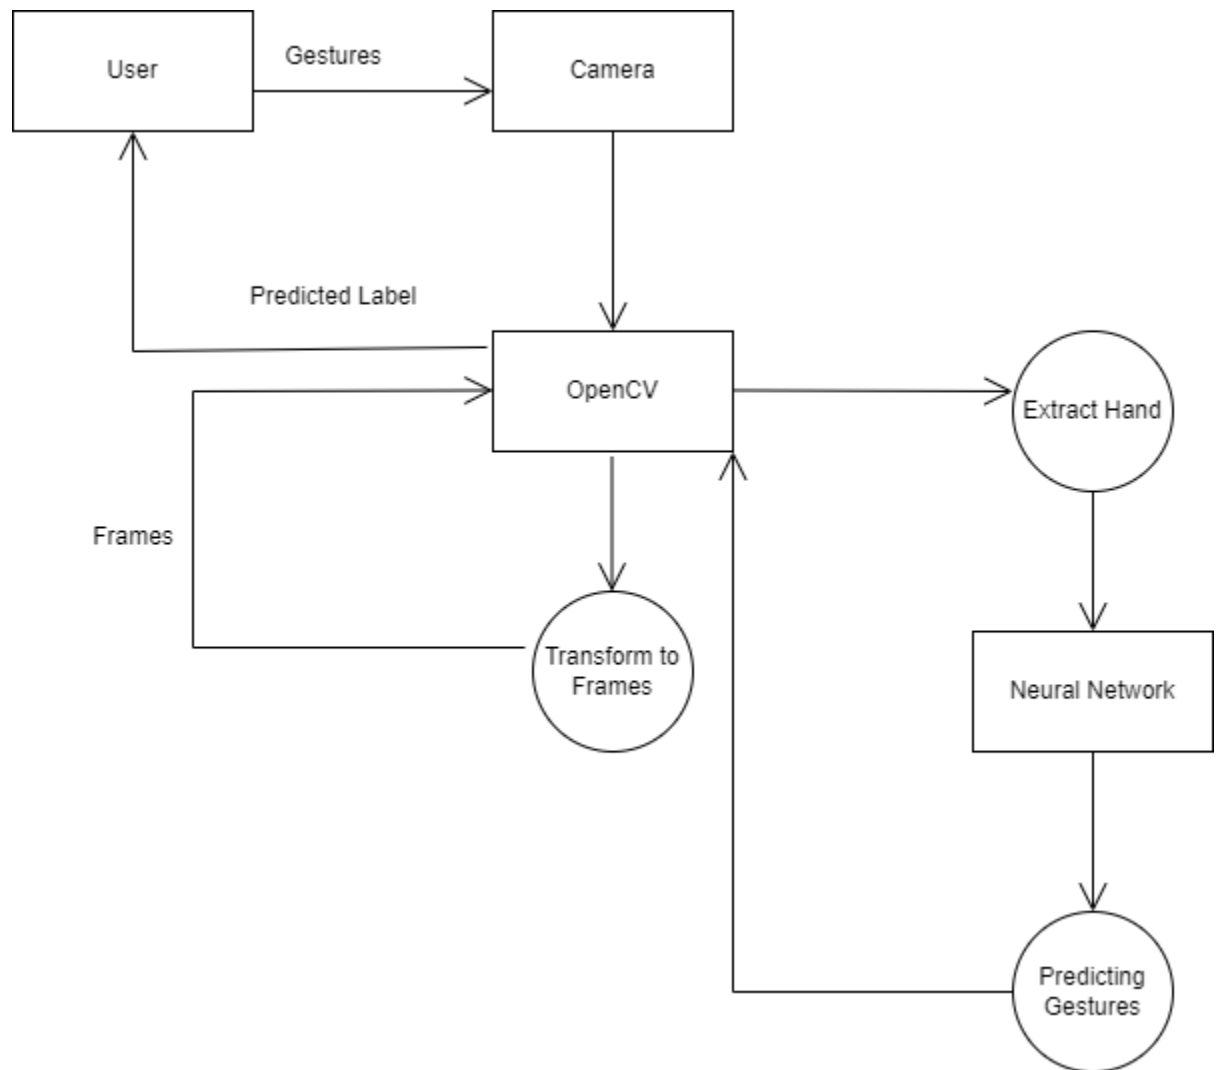 User
Gestures
Camera
Predicted Label
OpenCV
Extract Hand
Frames
Transform to
Frames
Neural Network
Predicting
Gestures